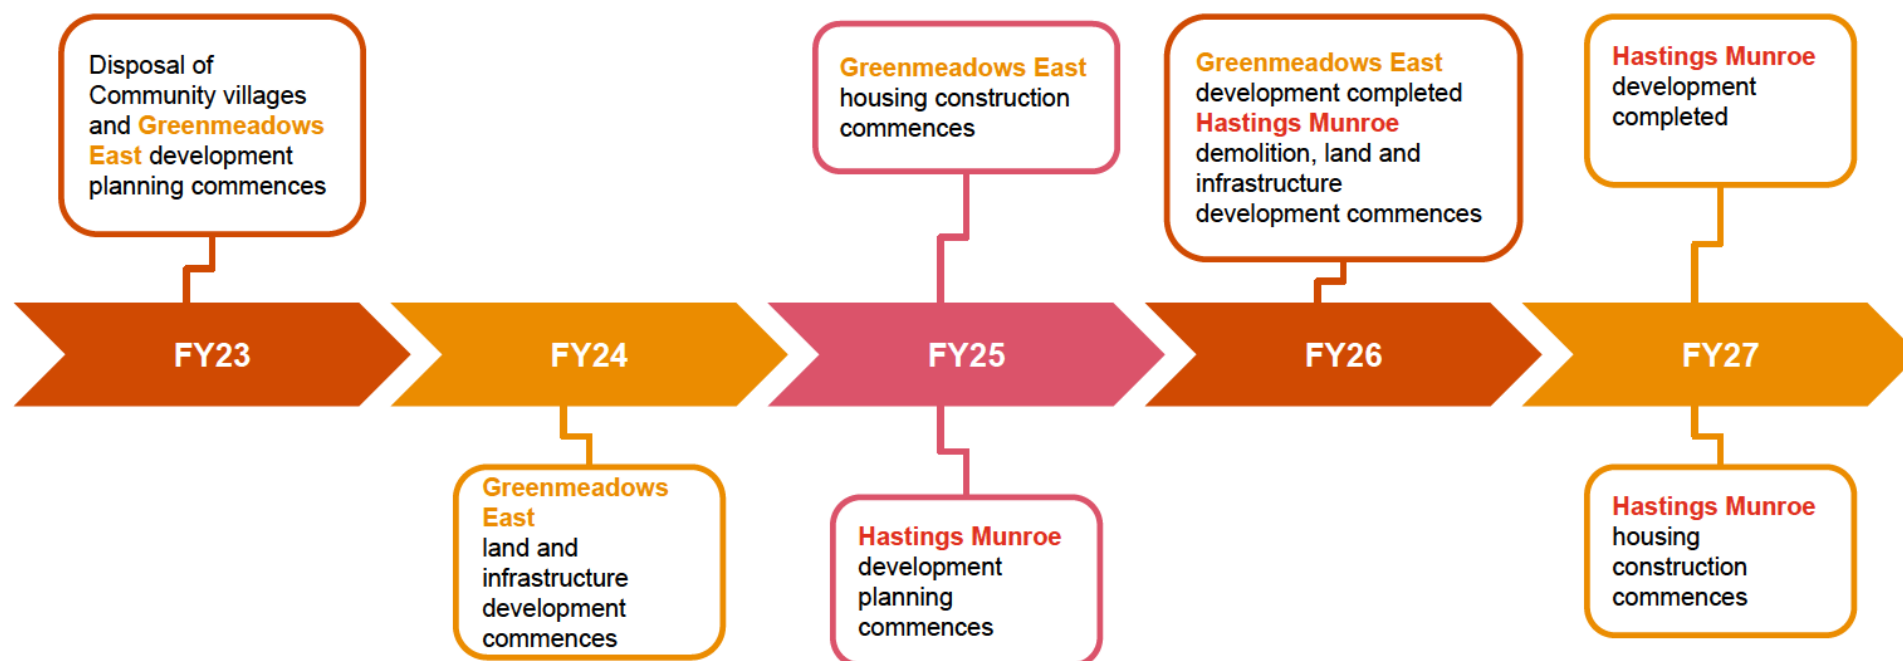 Disposal of
Community villages
and Greenmeadows
East development
planning commences
Greenmeadows East
housing construction
commences
Greenmeadows East
development completed
Hastings Munroe
demolition, land and
infrastructure
development commences
Hastings Munroe
development
completed
FY23
FY24
FY25
FY26
FY27
Greenmeadows
East
land and
infrastructure
development
commences
Hastings Munroe
development
planning
commences
Hastings Munroe
housing
construction
commences